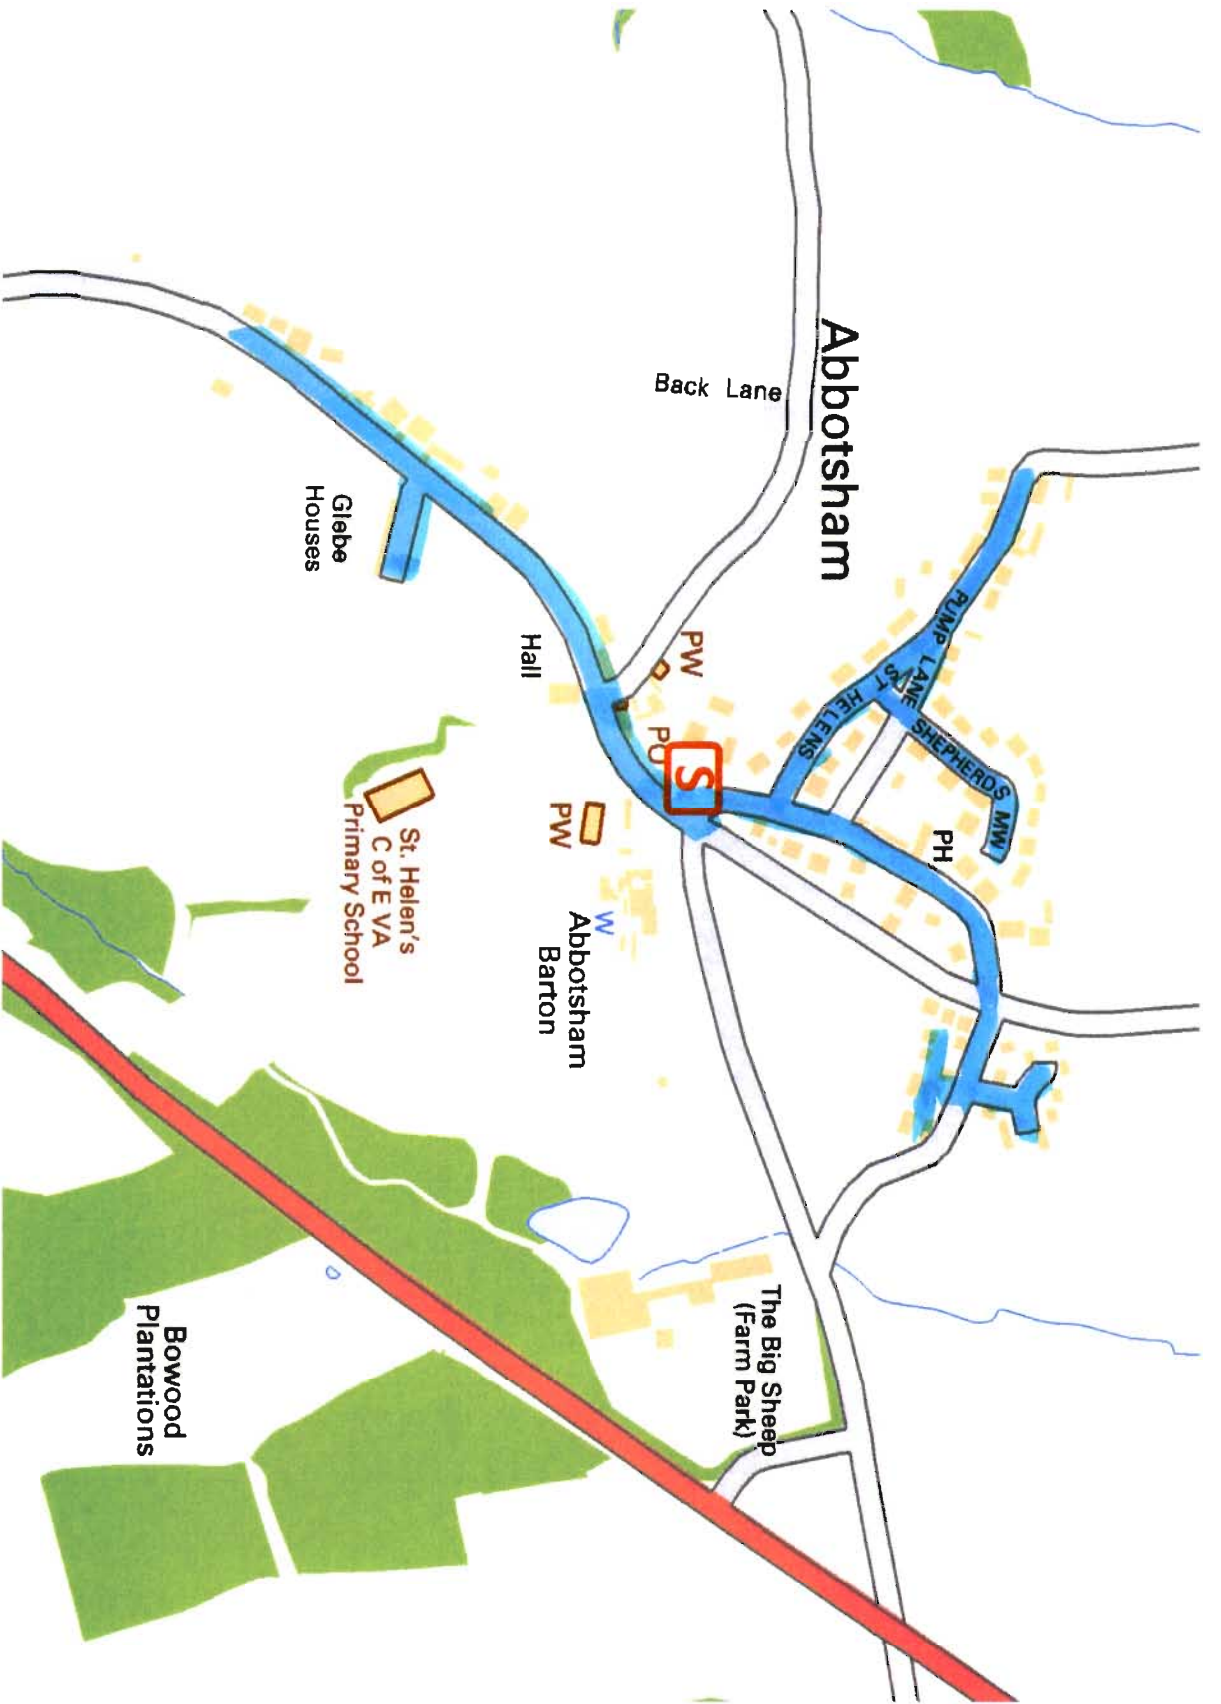 Abbotsham
Back Lane
PUMP LANE
ST HELENS
SHEPHERDS MW
PH
PW
PO
S
Hall
Glebe
Houses
PW
W
Abbotsham
Barton
St. Helen's
C of E VA
Primary School
The Big Sheep
(Farm Park)
Bowood
Plantations